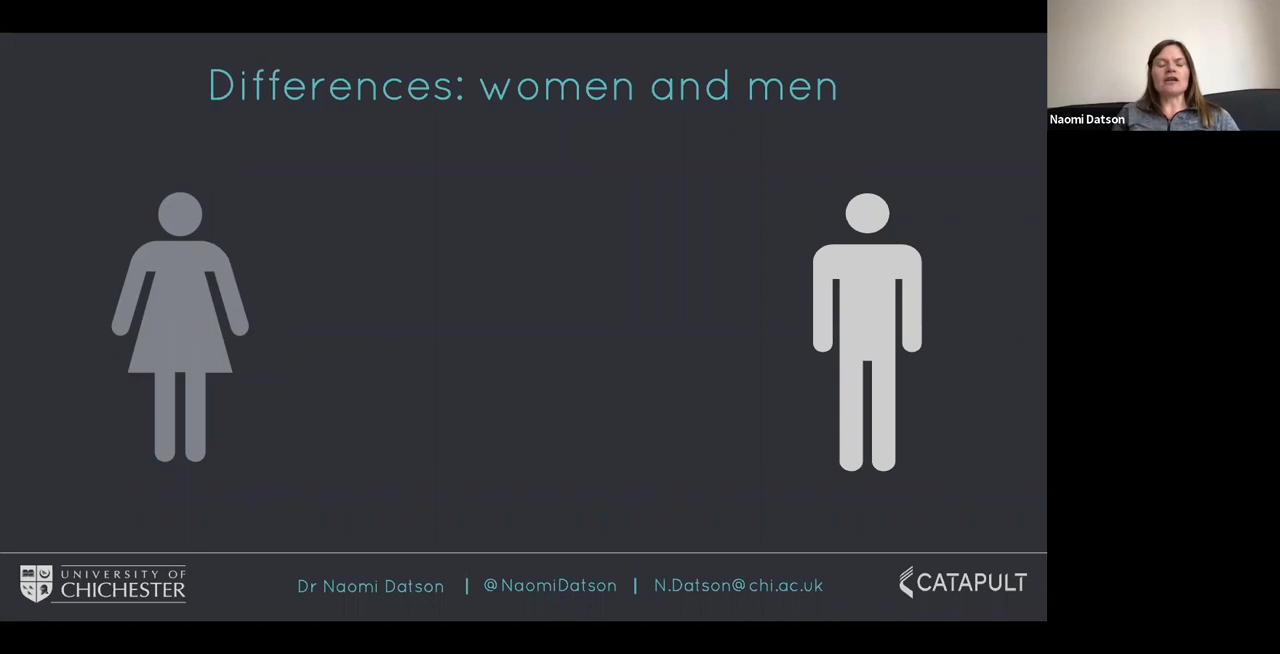 Differences: women and men
Naomi Datson
UNIVERSITY OF
CHICHESTER
Dr Naomi Datson | @NaomiDatson | N.Datson@chi.ac.uk
CATAPULT